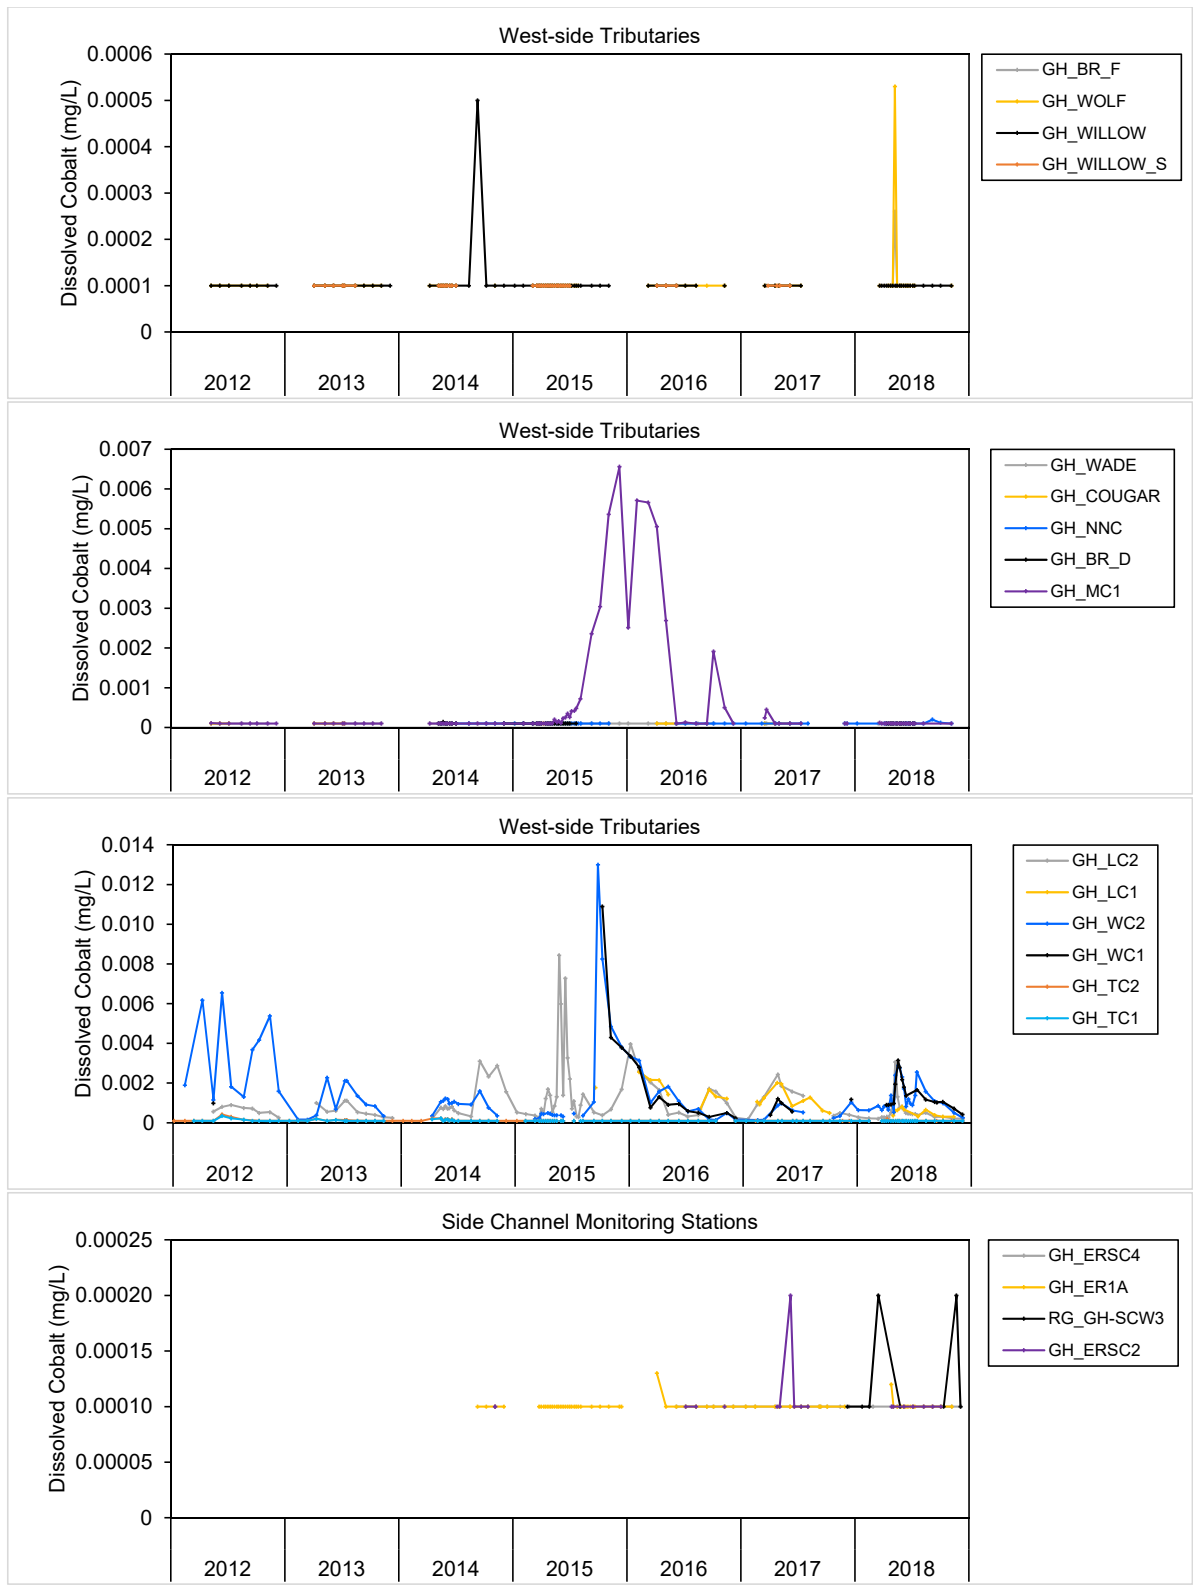 West-side Tributaries
Dissolved Cobalt (mg/L)
0.0006
0.0005
0.0004
0.0003
0.0002
0.0001
0
2012 2013 2014 2015 2016 2017 2018
GH_BR_F
GH_WOLF
GH_WILLOW
GH_WILLOW_S
West-side Tributaries
Dissolved Cobalt (mg/L)
0.007
0.006
0.005
0.004
0.003
0.002
0.001
0
2012 2013 2014 2015 2016 2017 2018
GH_WADE
GH_COUGAR
GH_NNC
GH_BR_D
GH_MC1
West-side Tributaries
Dissolved Cobalt (mg/L)
0.014
0.012
0.010
0.008
0.006
0.004
0.002
0
2012 2013 2014 2015 2016 2017 2018
GH_LC2
GH_LC1
GH_WC2
GH_WC1
GH_TC2
GH_TC1
Side Channel Monitoring Stations
Dissolved Cobalt (mg/L)
0.00025
0.00020
0.00015
0.00010
0.00005
0
2012 2013 2014 2015 2016 2017 2018
GH_ERSC4
GH_ER1A
RG_GH-SCW3
GH_ERSC2